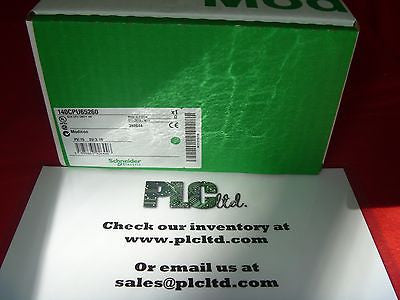 Mod
140CPU65260
x1
Modicon
Schneider
Electric
PLC ltd.
Check our inventory at
www.plcltd.com
Or email us at
sales@plcltd.com